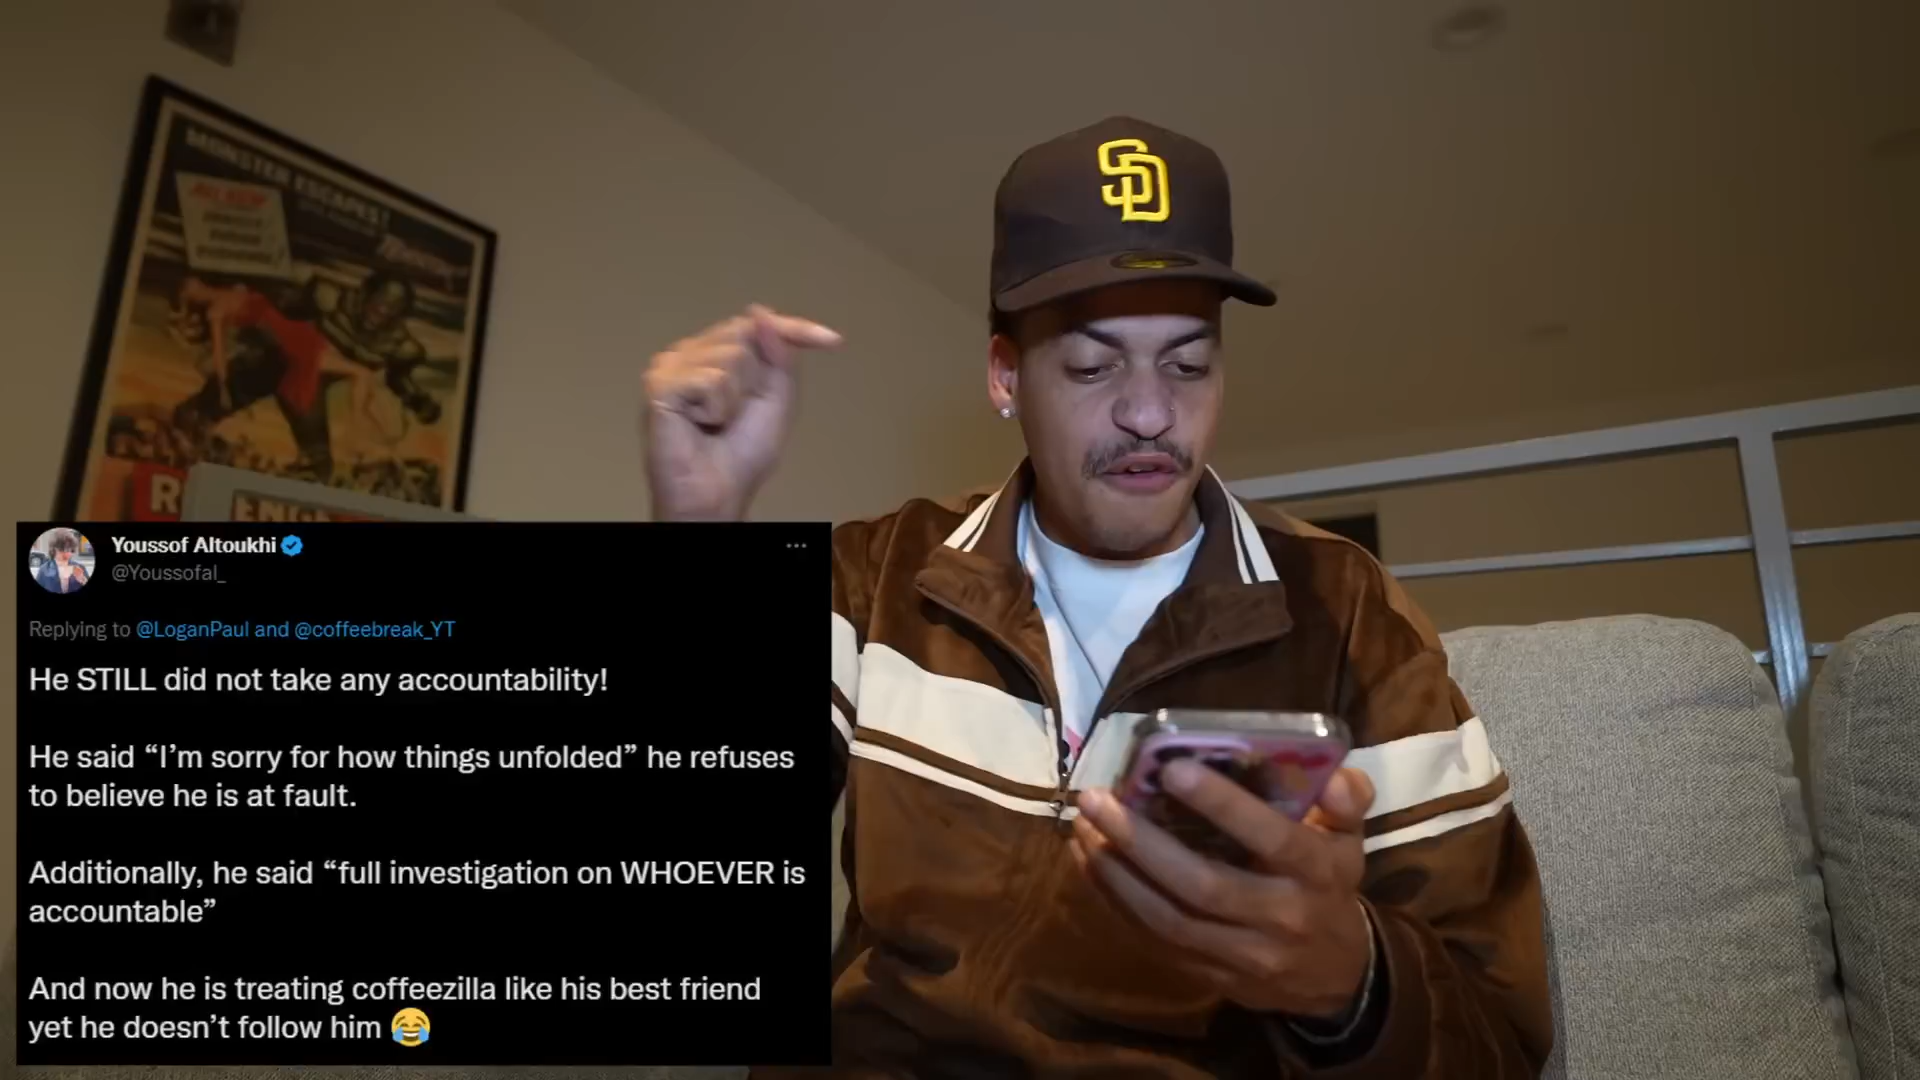 MONSTER ESCAPES!
SD
R
ENG
Youssof Altoukhi
@Youssofal_
Replying to @LoganPaul and @coffeebreak_YT
He STILL did not take any accountability!
He said “I’m sorry for how things unfolded” he refuses
to believe he is at fault.
Additionally, he said “full investigation on WHOEVER is
accountable”
And now he is treating coffeezilla like his best friend
yet he doesn’t follow him 😂